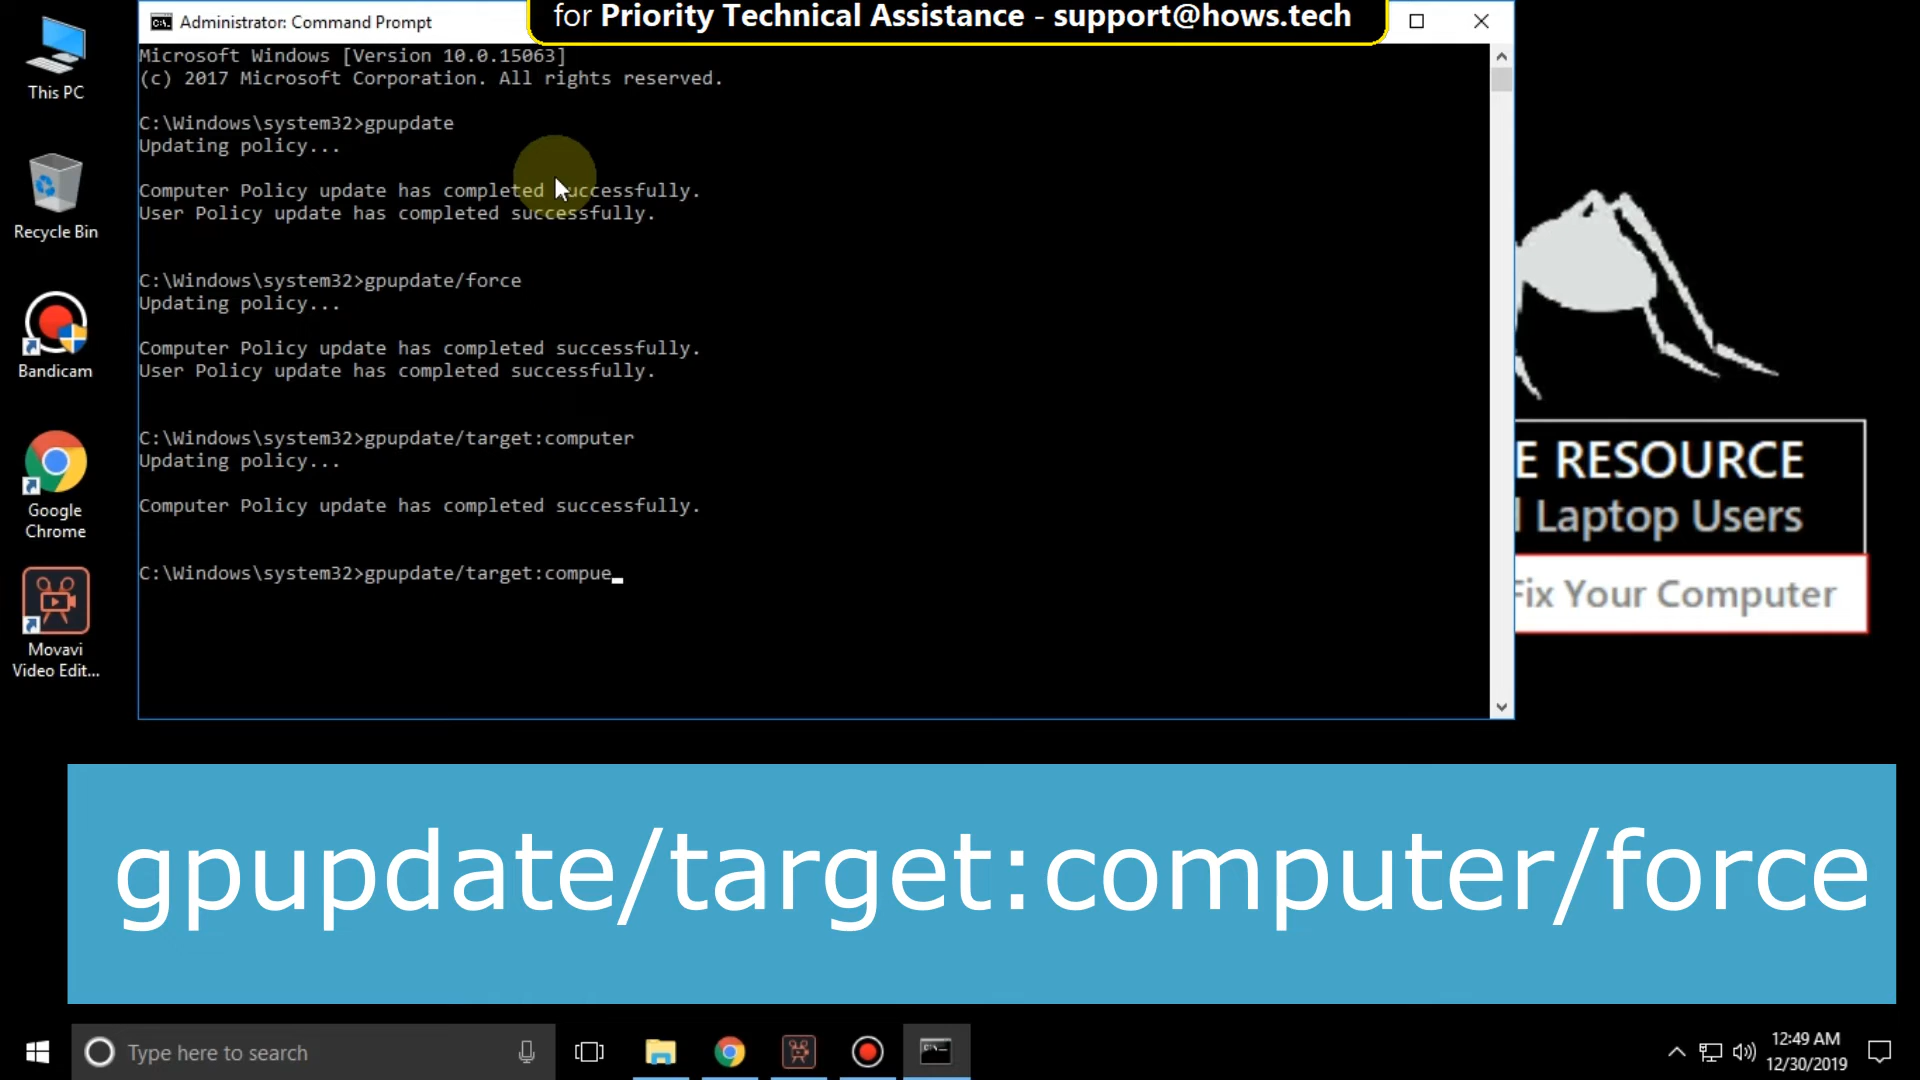 for Priority Technical Assistance - support@hows.tech
Administrator: Command Prompt
Microsoft Windows [Version 10.0.15063]
(c) 2017 Microsoft Corporation. All rights reserved.
C:\Windows\system32>gpupdate
Updating policy...
Computer Policy update has completed successfully.
User Policy update has completed successfully.
C:\Windows\system32>gpupdate/force
Updating policy...
Computer Policy update has completed successfully.
User Policy update has completed successfully.
C:\Windows\system32>gpupdate/target:computer
Updating policy...
Computer Policy update has completed successfully.
C:\Windows\system32>gpupdate/target:compue
This PC
Recycle Bin
Bandicam
Google
Chrome
Movavi
Video Edit...
E RESOURCE
Laptop Users
Fix Your Computer
gpupdate/target:computer/force
Type here to search
12:49 AM
12/30/2019